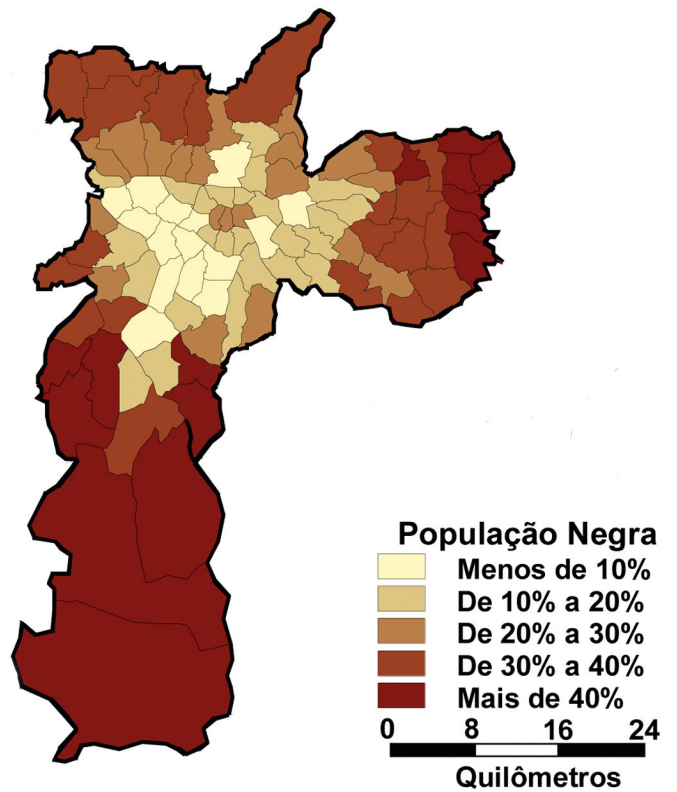 População Negra
Menos de 10%
De 10% a 20%
De 20% a 30%
De 30% a 40%
Mais de 40%
0 8 16 24
Quilômetros